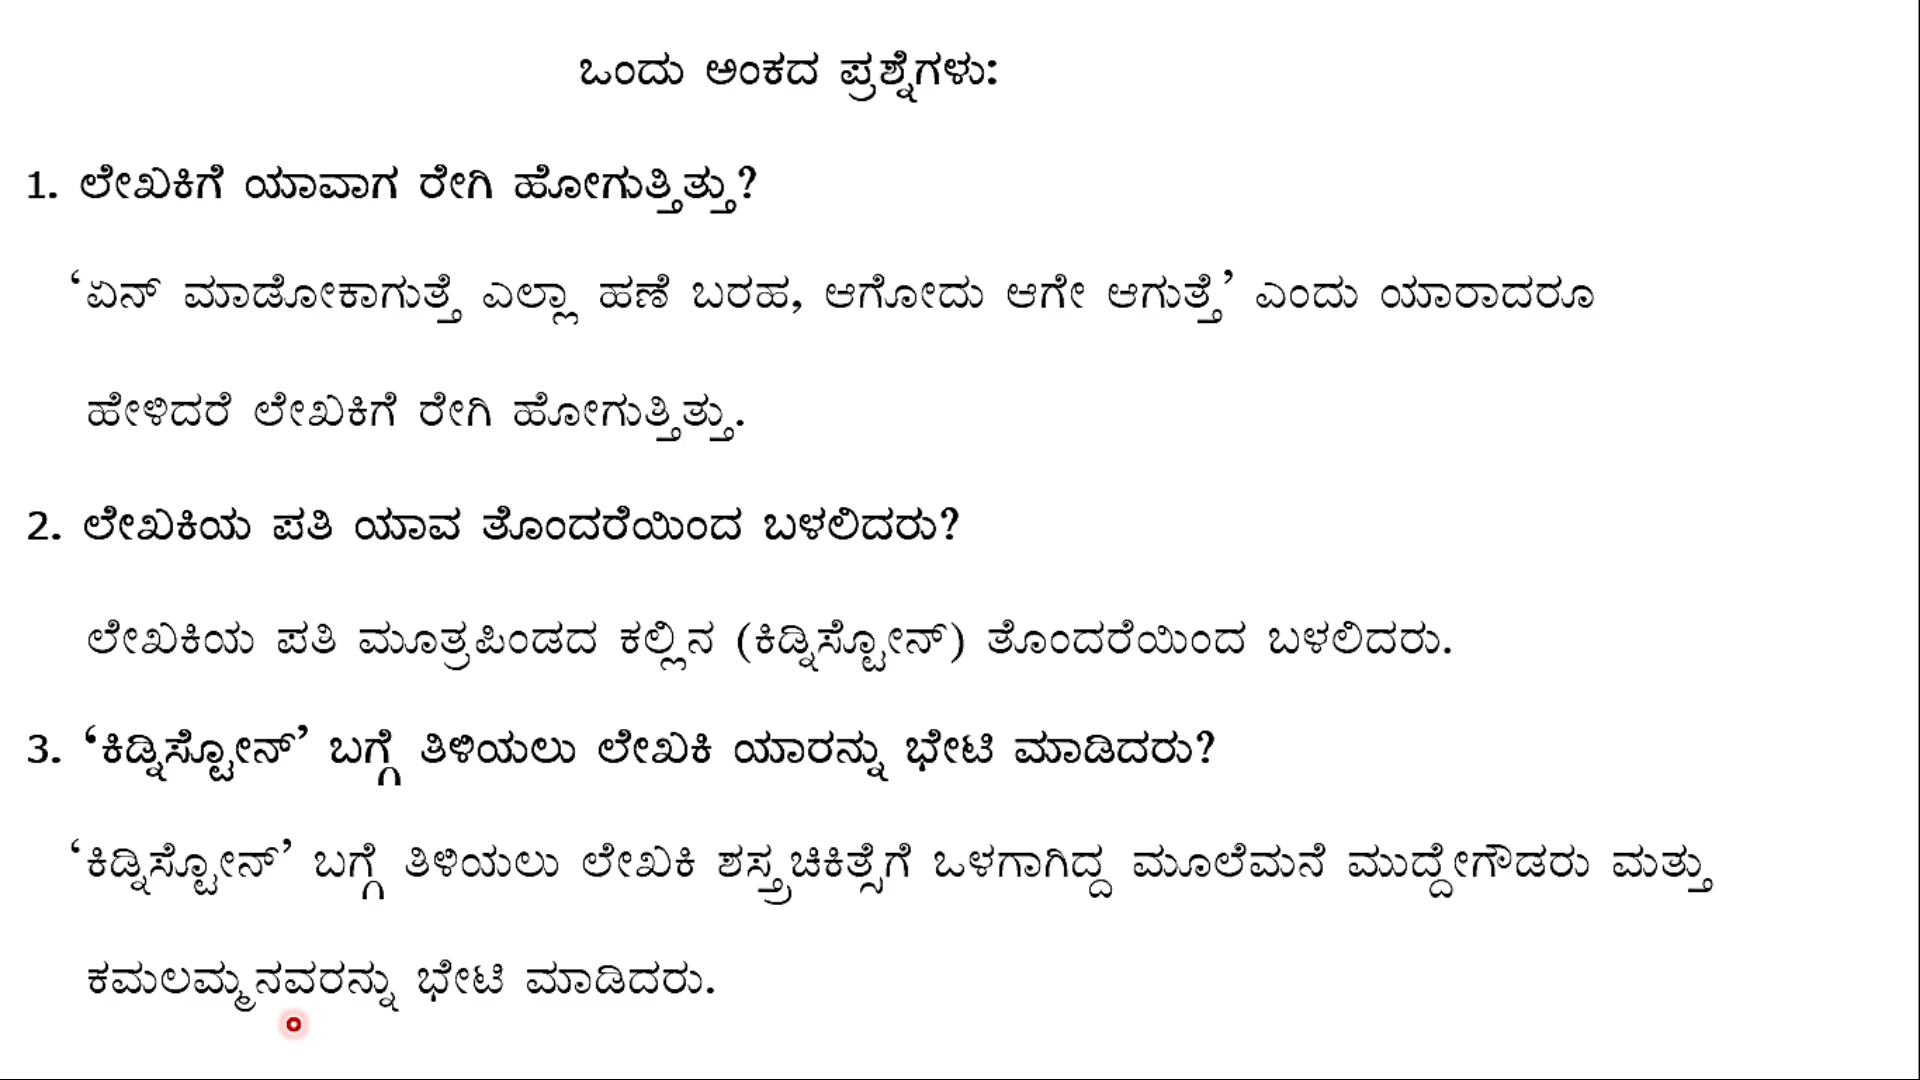 ಒಂದು ಅಂಕದ ಪ್ರಶ್ನೆಗಳು:
1. ಲೇಖಕಿಗೆ ಯಾವಾಗ ರೇಗಿ ಹೋಗುತ್ತಿತ್ತು?
‘ಏನ್ ಮಾಡೋಕಾಗುತ್ತೆ ಎಲ್ಲಾ ಹಣೆ ಬರಹ, ಆಗೋದು ಆಗೇ ಆಗುತ್ತೆ’ ಎಂದು ಯಾರಾದರೂ
ಹೇಳಿದರೆ ಲೇಖಕಿಗೆ ರೇಗಿ ಹೋಗುತ್ತಿತ್ತು.
2. ಲೇಖಕಿಯ ಪತಿ ಯಾವ ತೊಂದರೆಯಿಂದ ಬಳಲಿದರು?
ಲೇಖಕಿಯ ಪತಿ ಮೂತ್ರಪಿಂಡದ ಕಲ್ಲಿನ (ಕಿಡ್ನಿಸ್ಟೋನ್) ತೊಂದರೆಯಿಂದ ಬಳಲಿದರು.
3. ‘ಕಿಡ್ನಿಸ್ಟೋನ್’ ಬಗ್ಗೆ ತಿಳಿಯಲು ಲೇಖಕಿ ಯಾರನ್ನು ಭೇಟಿ ಮಾಡಿದರು?
‘ಕಿಡ್ನಿಸ್ಟೋನ್’ ಬಗ್ಗೆ ತಿಳಿಯಲು ಲೇಖಕಿ ಶಸ್ತ್ರಚಿಕಿತ್ಸೆಗೆ ಒಳಗಾಗಿದ್ದ ಮೂಲೆಮನೆ ಮುದ್ದೇಗೌಡರು ಮತ್ತು
ಕಮಲಮ್ಮನವರನ್ನು ಭೇಟಿ ಮಾಡಿದರು.